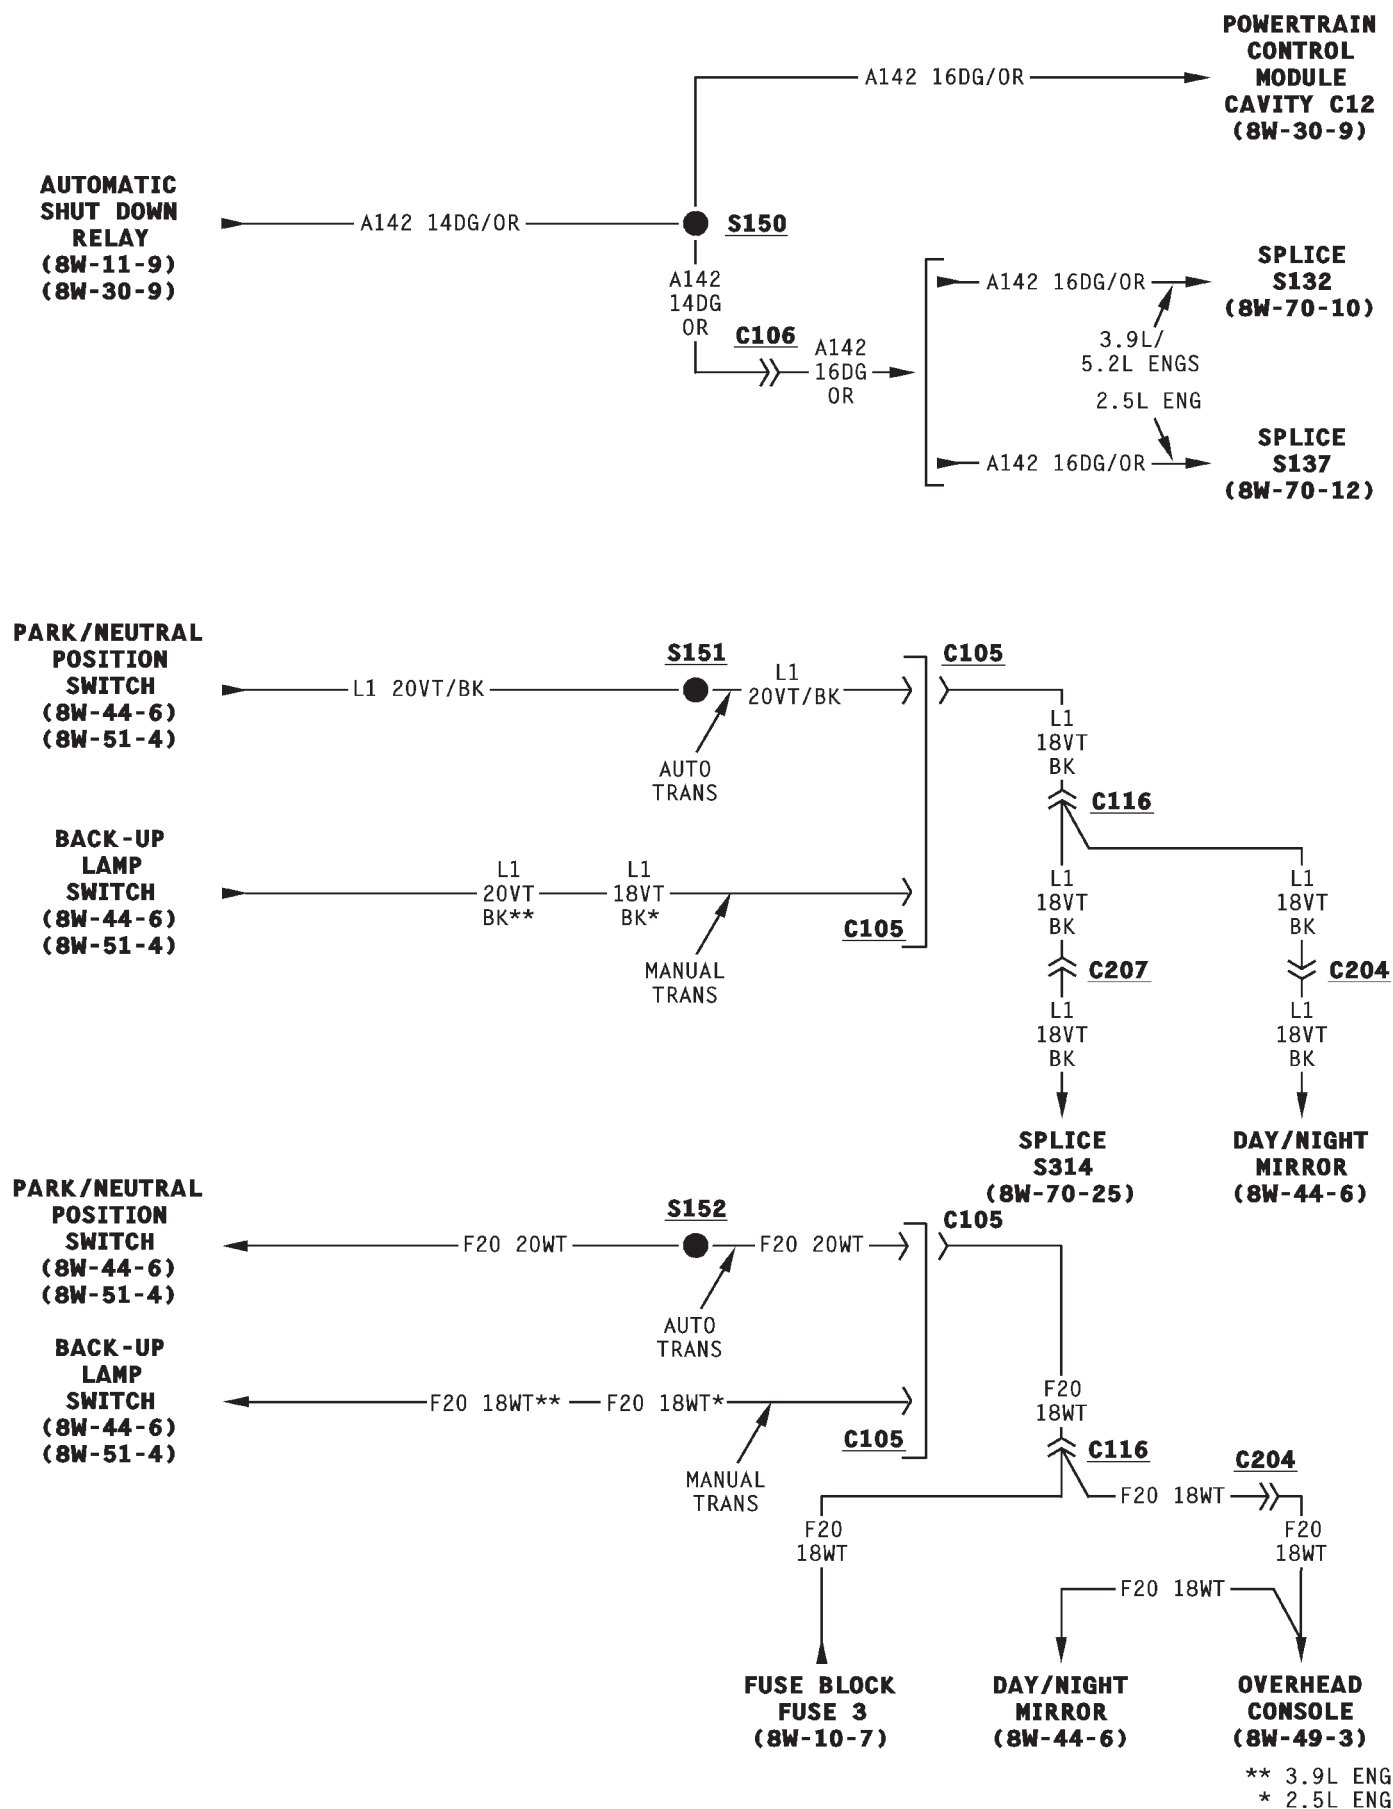 POWERTRAIN
CONTROL
MODULE
CAVITY C12
(8W-30-9)
A142 16DG/OR
AUTOMATIC
SHUT DOWN
RELAY
(8W-11-9)
(8W-30-9)
A142 14DG/OR
S150
A142
14DG
OR
C106
A142
16DG
OR
A142 16DG/OR
SPLICE
S132
(8W-70-10)
3.9L/
5.2L ENGS
2.5L ENG
A142 16DG/OR
SPLICE
S137
(8W-70-12)
PARK/NEUTRAL
POSITION
SWITCH
(8W-44-6)
(8W-51-4)
L1 20VT/BK
S151
L1
20VT/BK
C105
AUTO
TRANS
L1
18VT
BK
C116
BACK-UP
LAMP
SWITCH
(8W-44-6)
(8W-51-4)
L1
20VT
BK**
L1
18VT
BK*
C105
MANUAL
TRANS
L1
18VT
BK
L1
18VT
BK
C207
C204
L1
18VT
BK
L1
18VT
BK
SPLICE
S314
(8W-70-25)
DAY/NIGHT
MIRROR
(8W-44-6)
PARK/NEUTRAL
POSITION
SWITCH
(8W-44-6)
(8W-51-4)
F20 20WT
S152
F20 20WT
C105
AUTO
TRANS
BACK-UP
LAMP
SWITCH
(8W-44-6)
(8W-51-4)
F20 18WT**
F20 18WT*
C105
MANUAL
TRANS
F20
18WT
C116
C204
F20 18WT
F20
18WT
F20
18WT
F20 18WT
FUSE BLOCK
FUSE 3
(8W-10-7)
DAY/NIGHT
MIRROR
(8W-44-6)
OVERHEAD
CONSOLE
(8W-49-3)
** 3.9L ENG
* 2.5L ENG